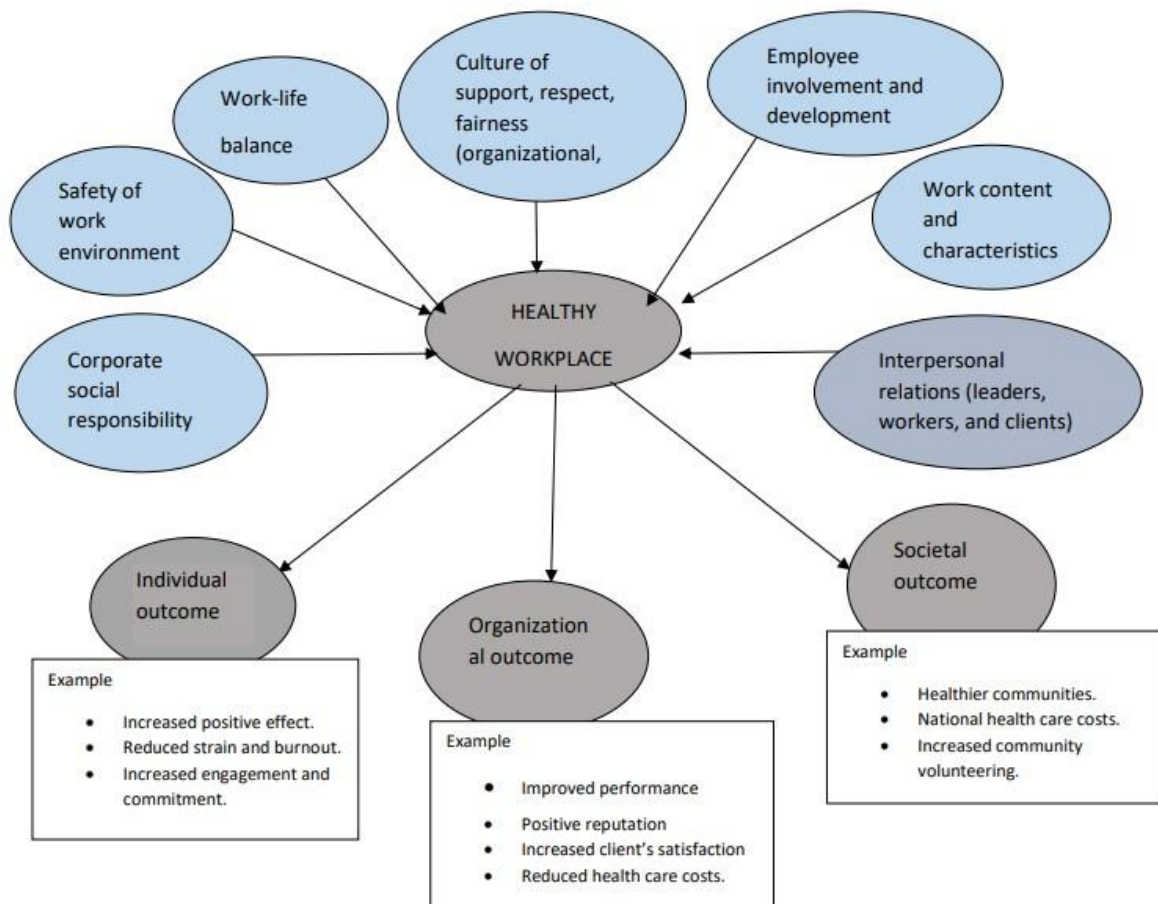 Culture of
support, respect,
fairness
(organizational,
Employee
involvement and
development
Work-life
balance
Safety of
work
environment
Work content
and
characteristics
HEALTHY
WORKPLACE
Corporate
social
responsibility
Interpersonal
relations (leaders,
workers, and clients)
Individual
outcome
Organization
al outcome
Societal
outcome
Example
• Increased positive effect.
• Reduced strain and burnout.
• Increased engagement and
commitment.
Example
• Improved performance
• Positive reputation
• Increased client’s satisfaction
• Reduced health care costs.
Example
• Healthier communities.
• National health care costs.
• Increased community
volunteering.